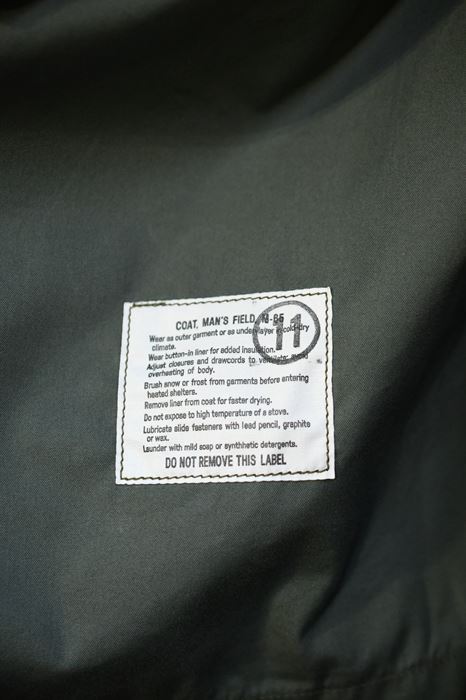 COAT, MAN'S FIELD, M-65
11
Wear as outer garment or as underlayer in cold-dry
climate.
Wear button-in liner for added insulation.
Adjust closures and drawcords to ventilate, avoid
overheating of body.
Brush snow or frost from garments before entering
heated shelters.
Remove liner from coat for faster drying.
Do not expose to high temperature of a stove.
Lubricate slide fasteners with lead pencil, graphite
or wax.
Launder with mild soap or synthhetic detergents.
DO NOT REMOVE THIS LABEL